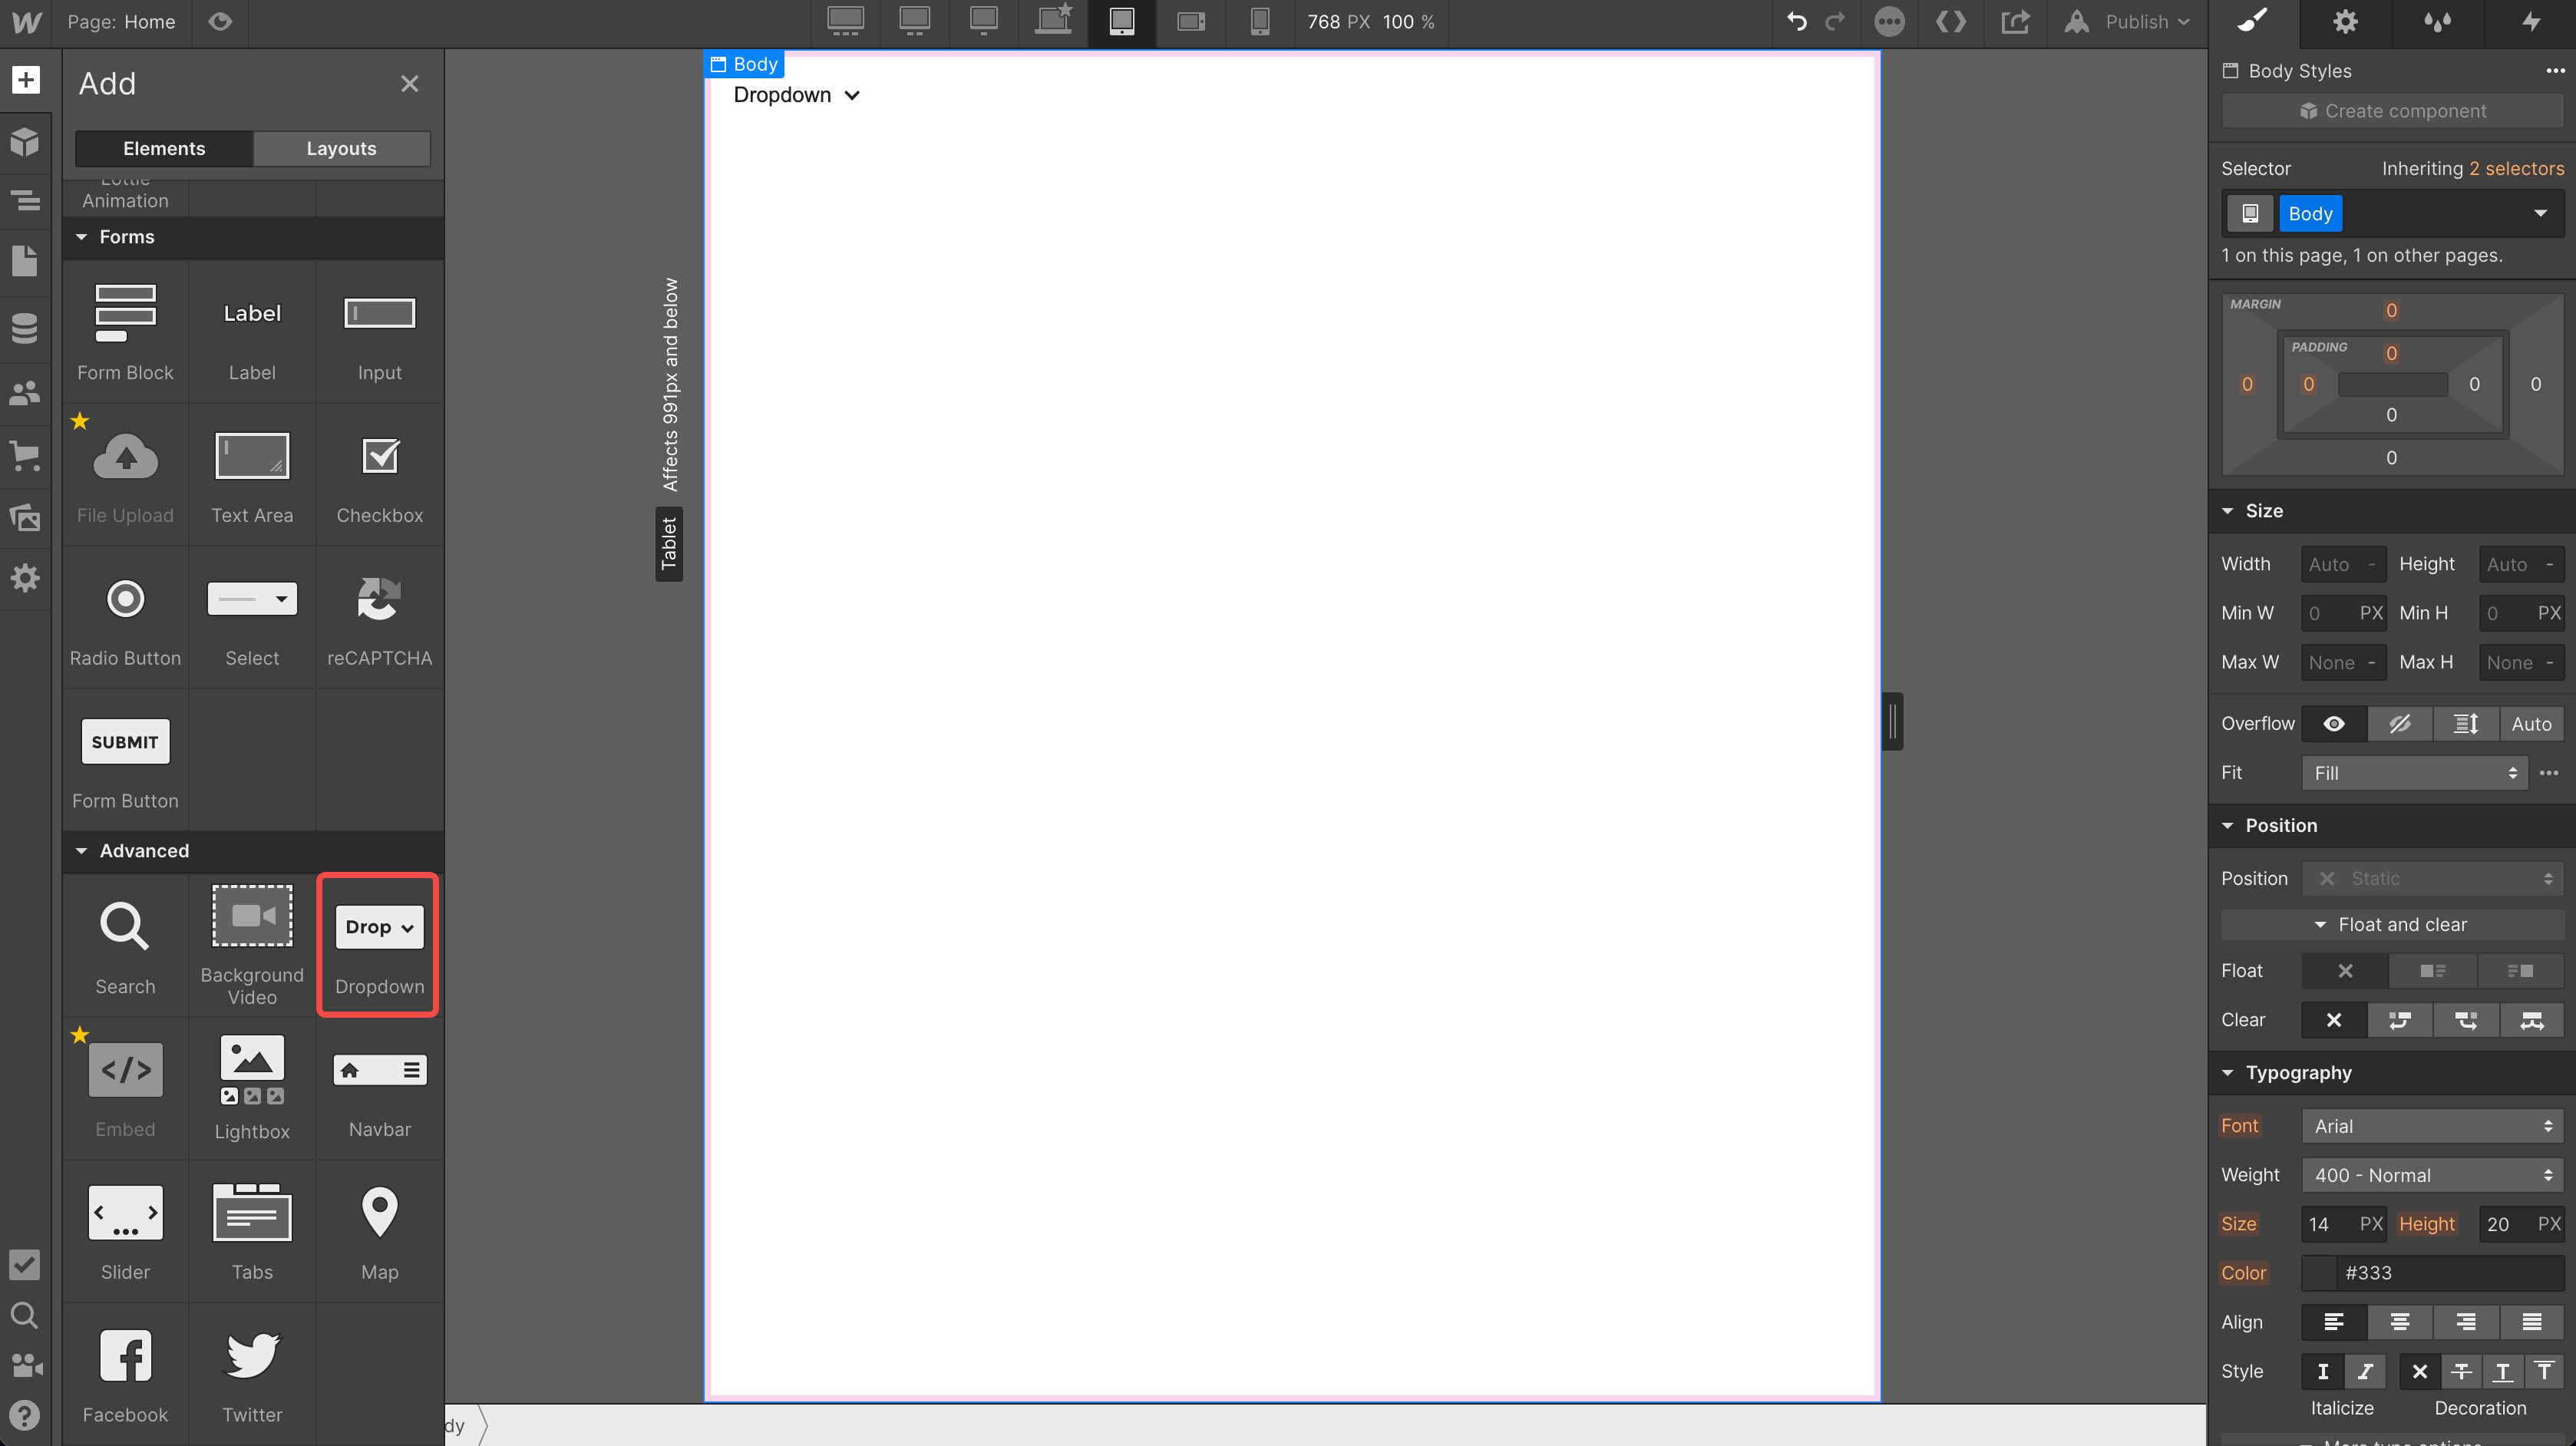 Page: Home
768 PX 100 %
Publish
Add
Elements
Layouts
Lottie
Animation
Forms
Form Block
Label
Label
Input
File Upload
Text Area
Checkbox
Radio Button
Select
reCAPTCHA
SUBMIT
Form Button
Advanced
Search
Background
Video
Drop
Dropdown
</>
Embed
Lightbox
Navbar
Slider
Tabs
Map
Facebook
Twitter
Body
Dropdown
Affects 991px and below
Tablet
dy
Body Styles
Create component
Selector
Inheriting 2 selectors
Body
1 on this page, 1 on other pages.
MARGIN
0
PADDING
0
0 0 0 0
0
0
Size
Width Auto - Height Auto -
Min W 0 PX Min H 0 PX
Max W None - Max H None -
Overflow Auto
Fit Fill
Position
Position Static
Float and clear
Float
Clear
Typography
Font Arial
Weight 400 - Normal
Size 14 PX Height 20 PX
Color #333
Align
Style
Italicize Decoration
More type options